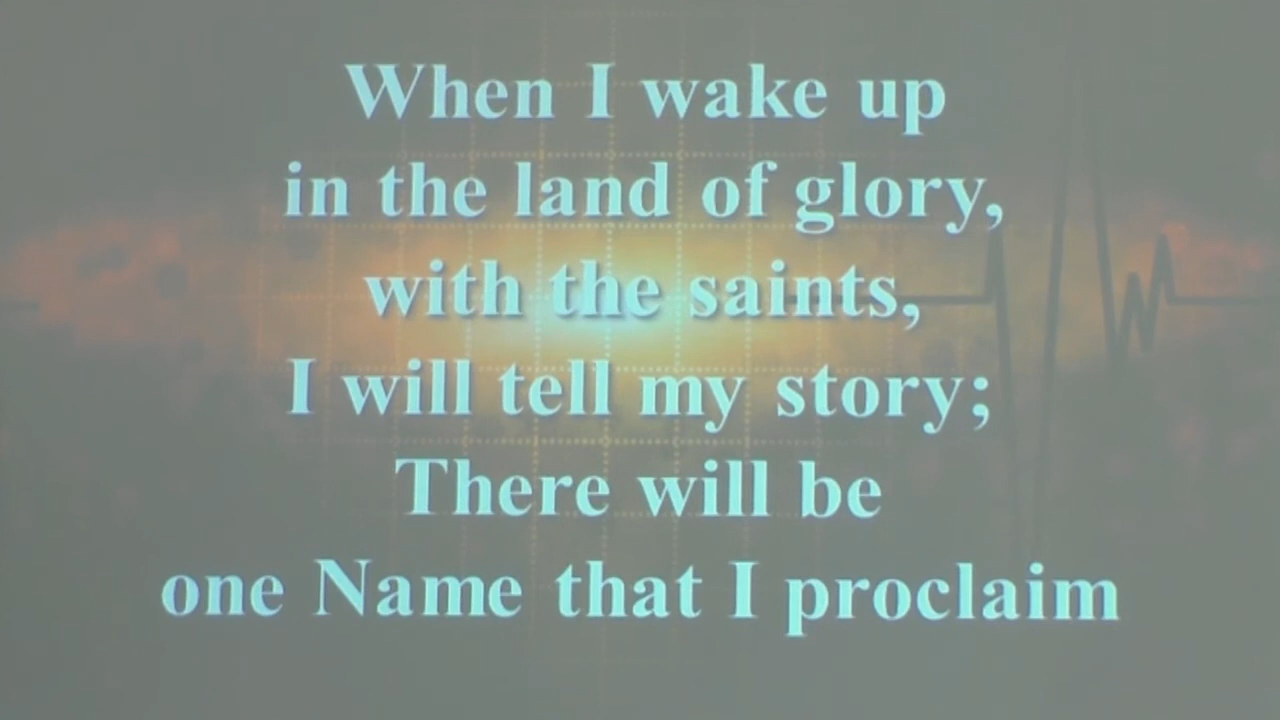 When I wake up
in the land of glory,
with the saints,
I will tell my story;
There will be
one Name that I proclaim